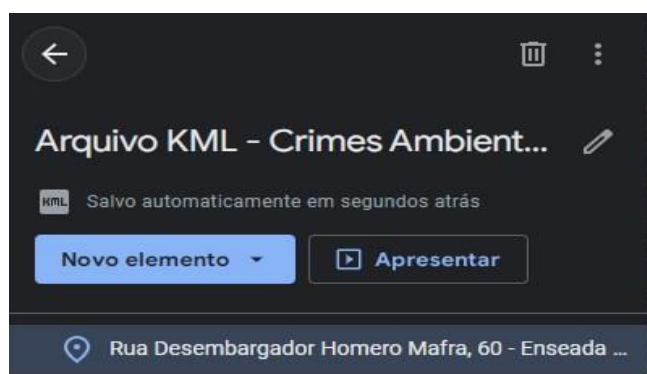 Arquivo KML - Crimes Ambient...
KML Salvo automaticamente em segundos atrás
Novo elemento Apresentar
Rua Desembargador Homero Mafra, 60 - Enseada ...